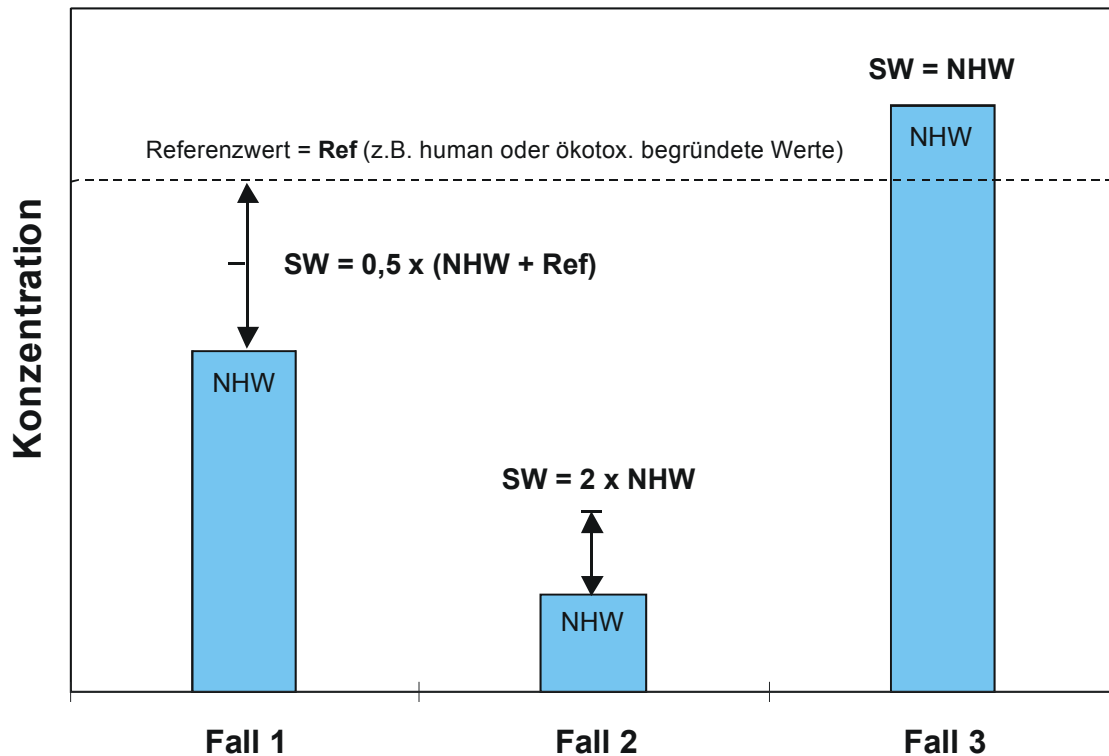 SW = NHW
NHW
Referenzwert = Ref (z.B. human oder ökotox. begründete Werte)
SW = 0,5 x (NHW + Ref)
NHW
SW = 2 x NHW
NHW
Konzentration
Fall 1
Fall 2
Fall 3